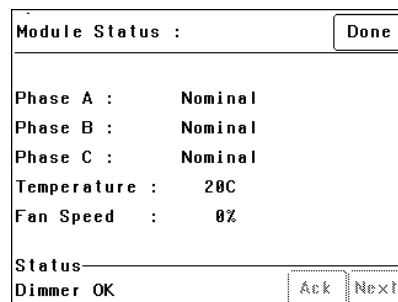 Module Status :
Done
Phase A : Nominal
Phase B : Nominal
Phase C : Nominal
Temperature : 20C
Fan Speed : 0%
Status
Dimmer OK
Ack
Next